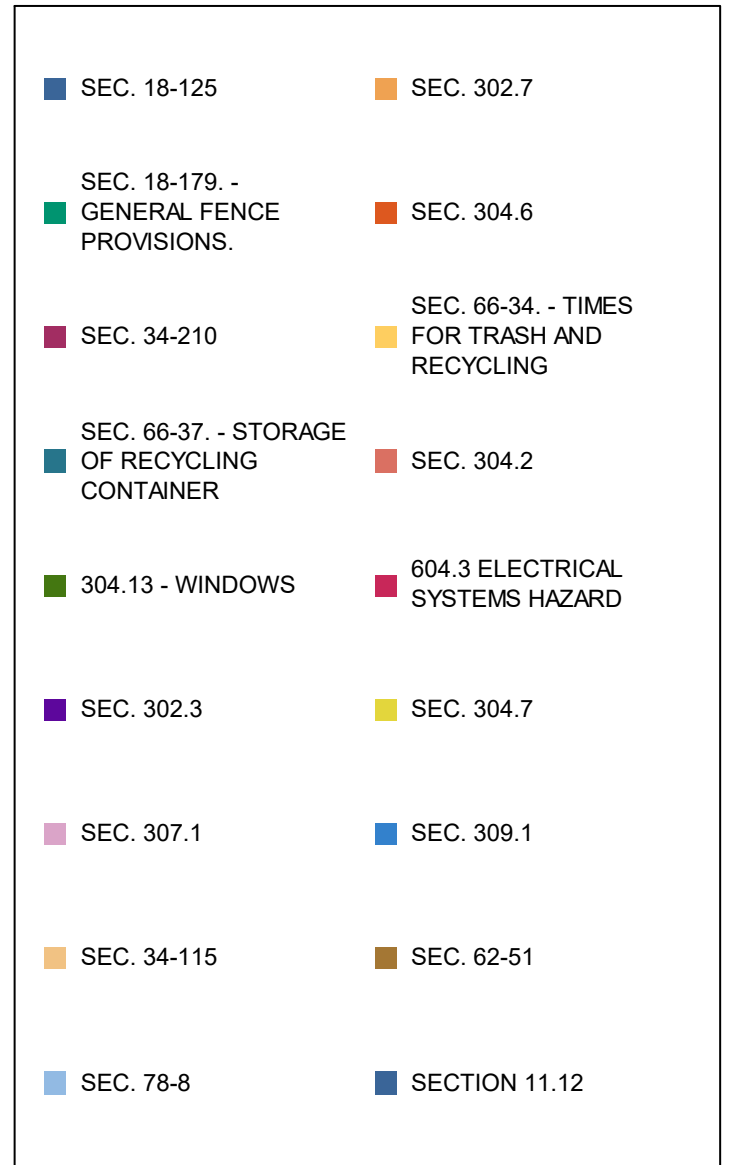 SEC. 18-125
SEC. 302.7
SEC. 18-179. -
GENERAL FENCE
PROVISIONS.
SEC. 304.6
SEC. 34-210
SEC. 66-34. - TIMES
FOR TRASH AND
RECYCLING
SEC. 66-37. - STORAGE
OF RECYCLING
CONTAINER
SEC. 304.2
304.13 - WINDOWS
604.3 ELECTRICAL
SYSTEMS HAZARD
SEC. 302.3
SEC. 304.7
SEC. 307.1
SEC. 309.1
SEC. 34-115
SEC. 62-51
SEC. 78-8
SECTION 11.12